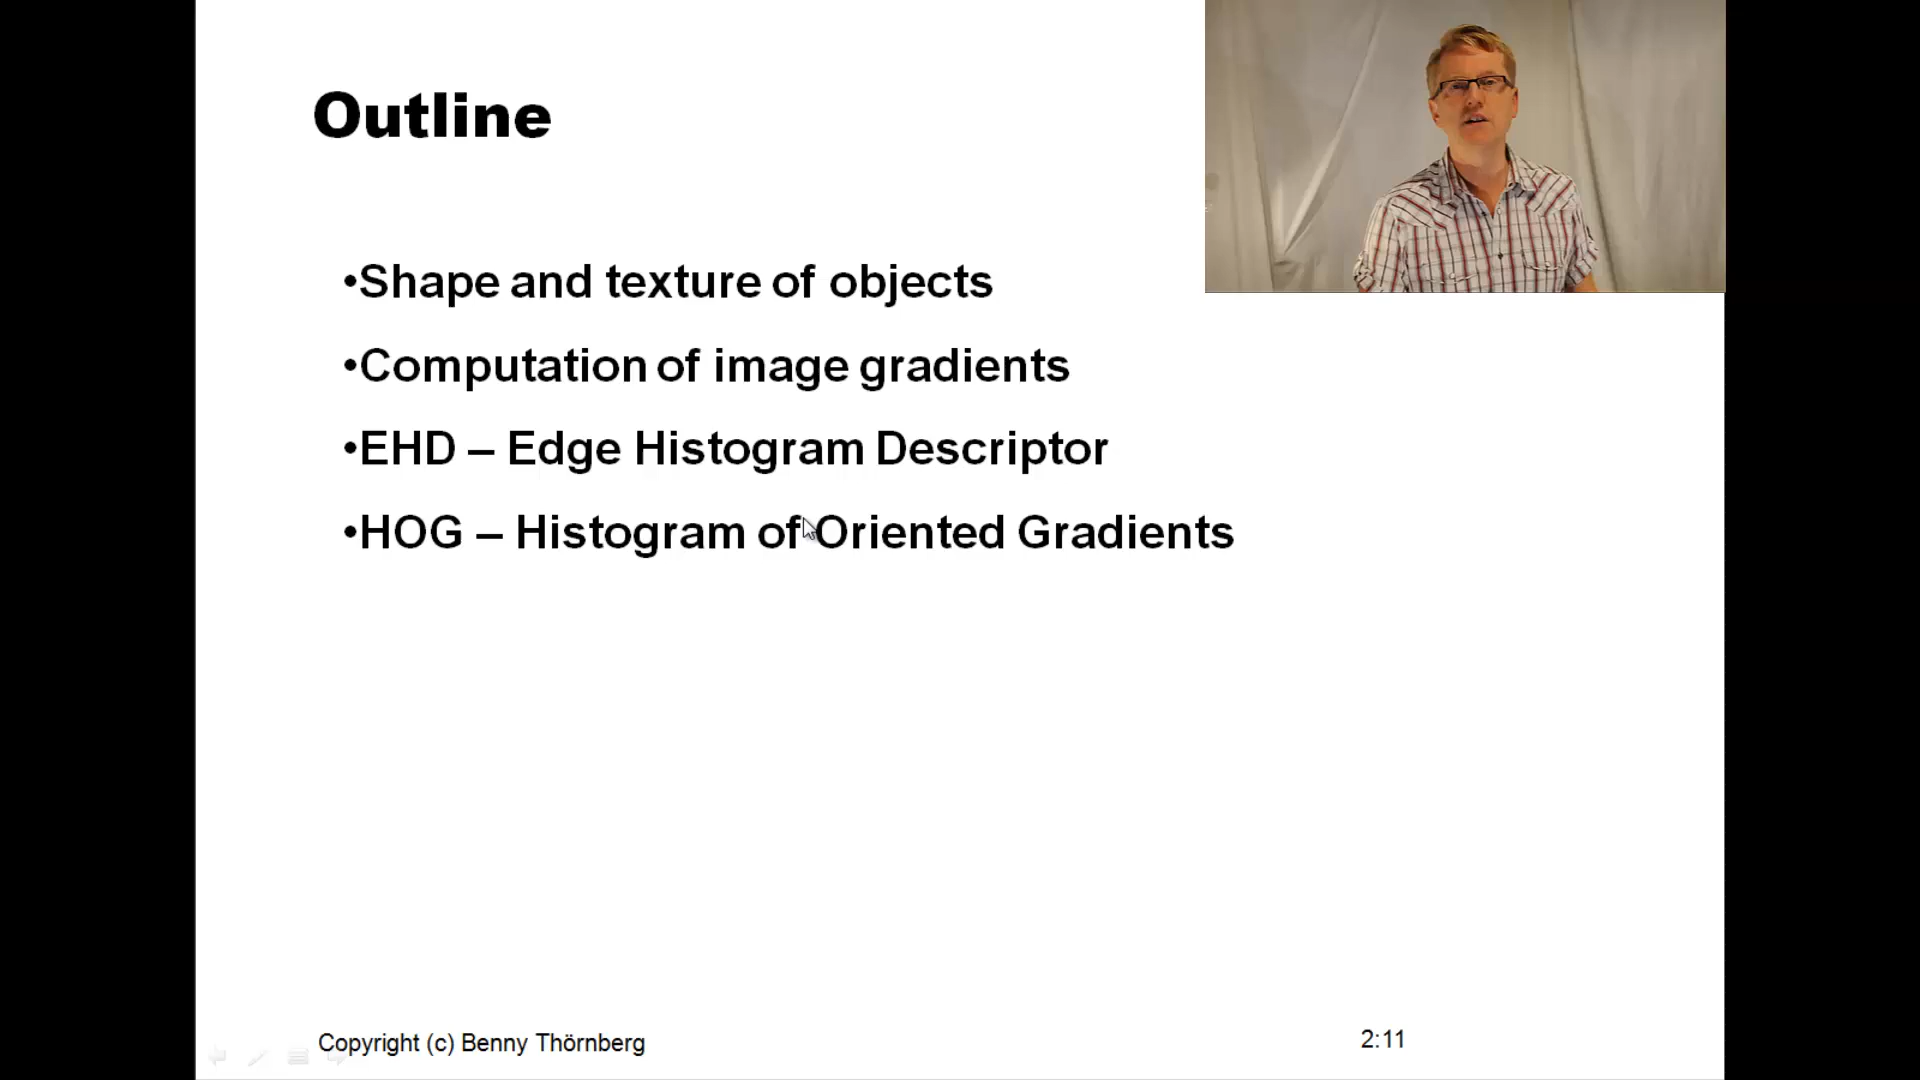 Outline
•Shape and texture of objects
•Computation of image gradients
•EHD – Edge Histogram Descriptor
•HOG – Histogram of Oriented Gradients
Copyright (c) Benny Thörnberg
2:11